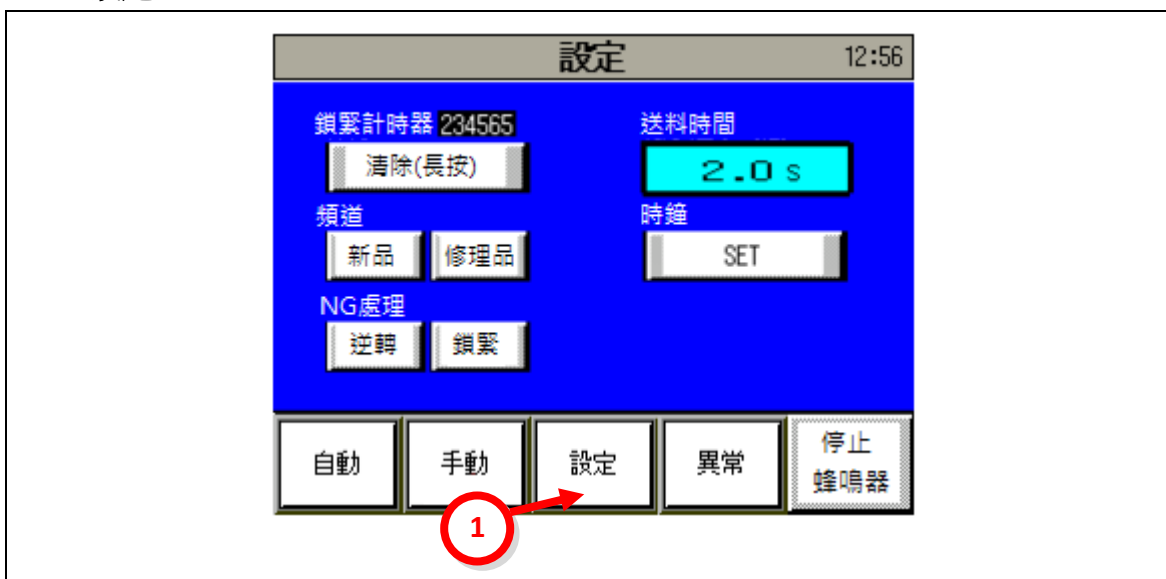 設定 12:56
鎖緊計時器 234565
清除(長按)
送料時間
2.0 s
頻道
新品 修理品
時鐘
SET
NG處理
逆轉 鎖緊
自動 手動 設定 異常 停止
蜂鳴器
1